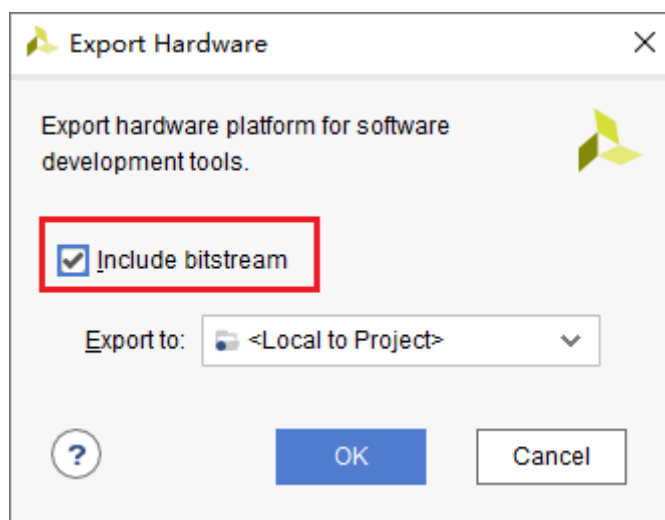 Export Hardware
Export hardware platform for software
development tools.
Include bitstream
Export to: <Local to Project>
? OK Cancel